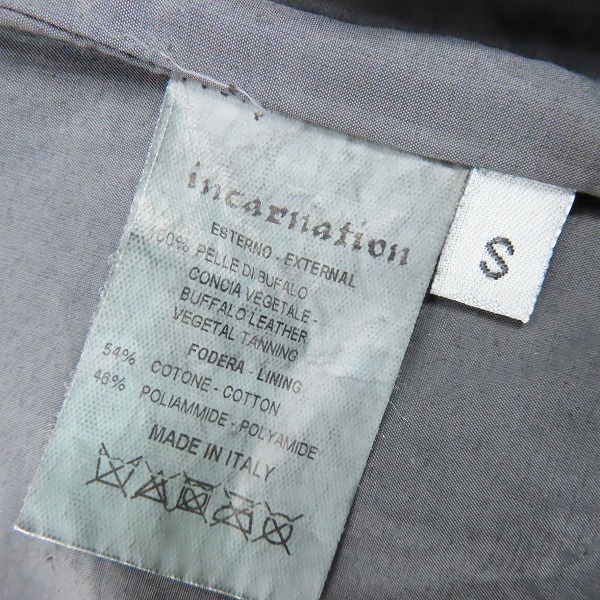 incarnation
ESTERNO - EXTERNAL
100% PELLE DI BUFALO
CONCIA VEGETALE -
BUFFALO LEATHER
VEGETAL TANNING
FODERA - LINING
54% COTONE - COTTON
46% POLIAMMIDE - POLYAMIDE
MADE IN ITALY
S